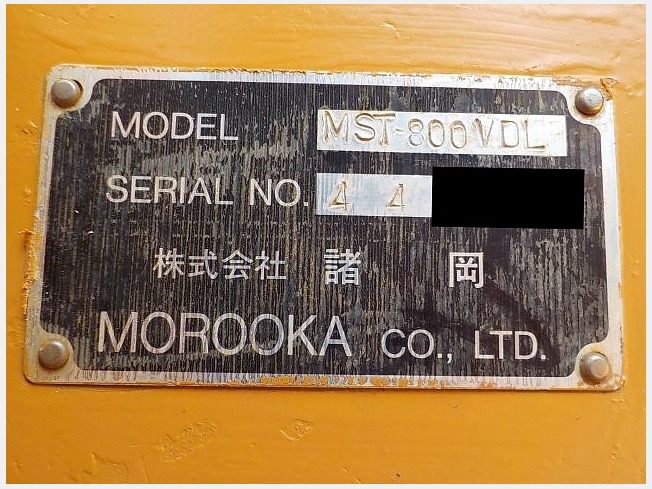 MODEL MST-800VDL
SERIAL NO. 4 4
株式会社 諸 岡
MOROOKA CO., LTD.